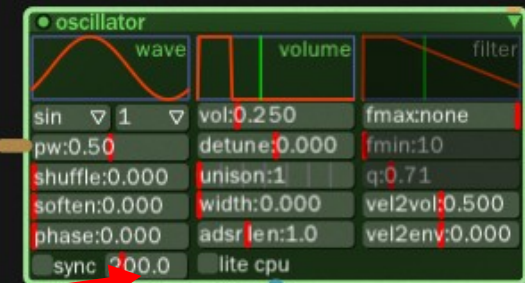 oscillator
wave volume filter
sin 1 vol:0.250 fmax:none
pw:0.50 detune:0.000 fmin:10
shuffle:0.000 unison:1 q:0.71
soften:0.000 width:0.000 vel2vol:0.500
phase:0.000 adsr len:1.0 vel2env:0.000
sync 200.0 lite cpu